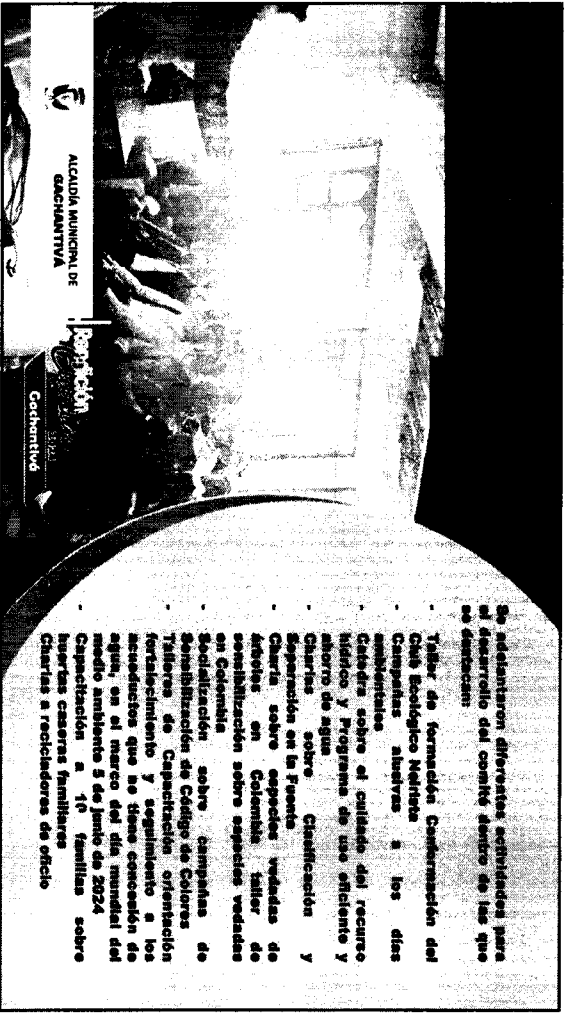 ALCALDÍA MUNICIPAL DE
GACHANTIVÁ
Rendición
Gachantivá
Se adelantaron diferentes actividades para
el desarrollo del comité dentro de las que
se destacan:
- Taller de formación Conformación del
Club Ecológico Neirista
- Campañas alusivas a los días
ambientales
- Catedra sobre el cuidado del recurso
hídrico y Programa de uso eficiente y
ahorro de agua
- Charlas sobre Clasificación y
Separación en la Fuente
- Charla sobre especies vedadas de
árboles en Colombia taller de
sensibilización sobre especies vedadas
en Colombia
- Socialización sobre campañas de
Sensibilización de Código de Colores
- Talleres de Capacitación orientación
fortalecimiento y seguimiento a los
acueductos que no tiene concesión de
agua, en el marco del día mundial del
medio ambiente 5 de junio de 2024
- Capacitación a familias sobre
huertas caseras familiares
Charlas a recicladores de oficio